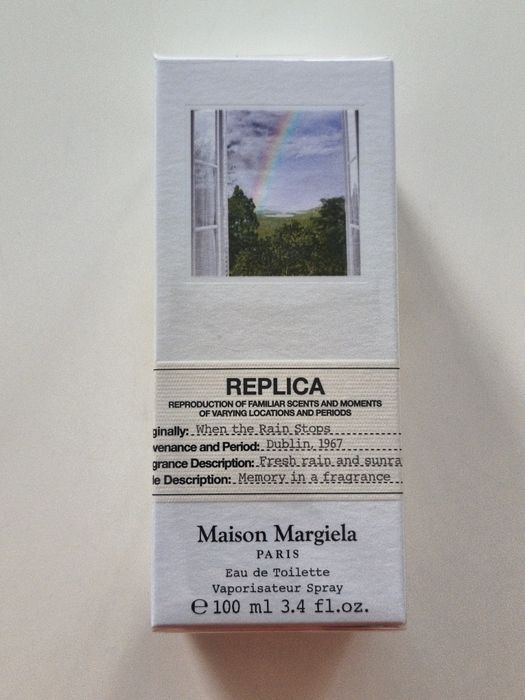 REPLICA
REPRODUCTION OF FAMILIAR SCENTS AND MOMENTS
OF VARYING LOCATIONS AND PERIODS
ginally: When the Rain Stops
venance and Period: Dublin, 1967
grance Description: Fresh rain and sunra
le Description: Memory in a fragrance
Maison Margiela
PARIS
Eau de Toilette
Vaporisateur Spray
℮ 100 ml 3.4 fl.oz.